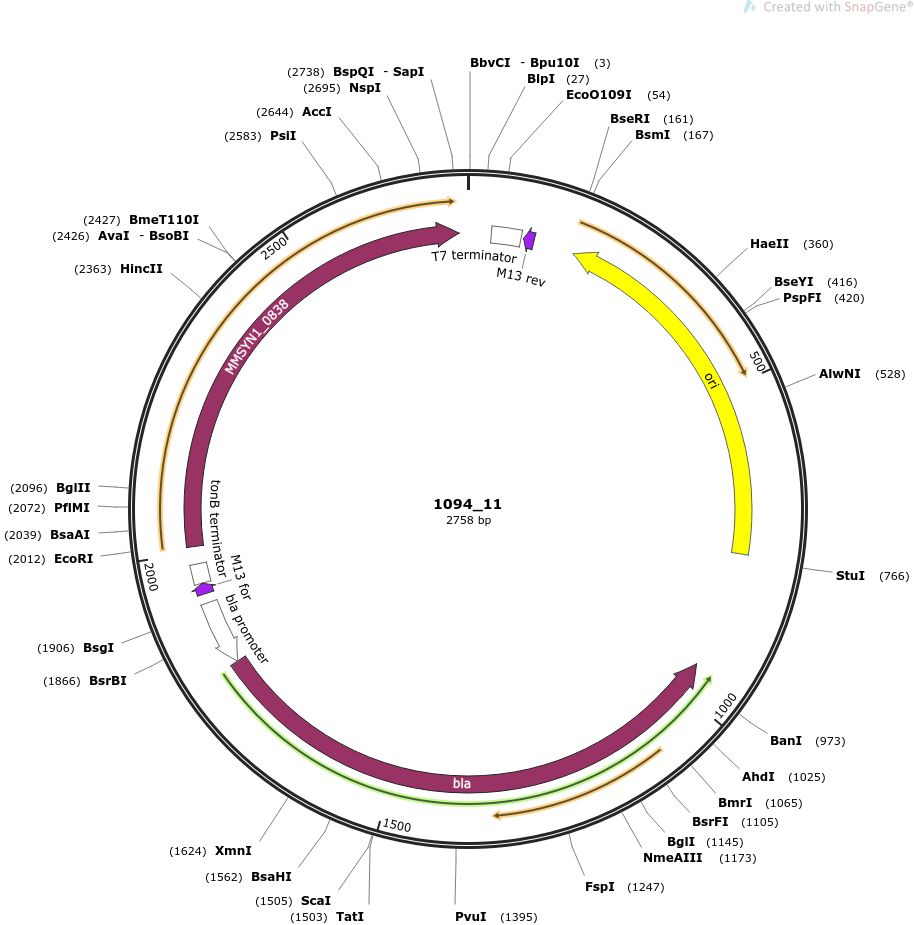 Created with SnapGene®
(2738) BspQI - SapI
(2695) NspI
(2644) AccI
(2583) PsiI
BbvCI - Bpu10I (3)
BlpI (27)
EcoO109I (54)
BseRI (161)
BsmI (167)
(2427) BmeT110I
(2426) AvaI - BsoBI
(2363) HincII
HaeII (360)
BseYI (416)
PspFI (420)
AlwNI (528)
2500
T7 terminator
M13 rev
MMSYN1_0838
500
ori
(2096) BglII
(2072) PflMI
(2039) BsaAI
(2012) EcoRI
1094_11
2758 bp
tonB terminator
M13 for
bla promoter
2000
StuI (766)
(1906) BsgI
(1866) BsrBI
1000
BanI (973)
AhdI (1025)
BmrI (1065)
BsrFI (1105)
BglI (1145)
NmeAIII (1173)
FspI (1247)
bla
1500
(1624) XmnI
(1562) BsaHI
(1505) ScaI
(1503) TatI
PvuI (1395)